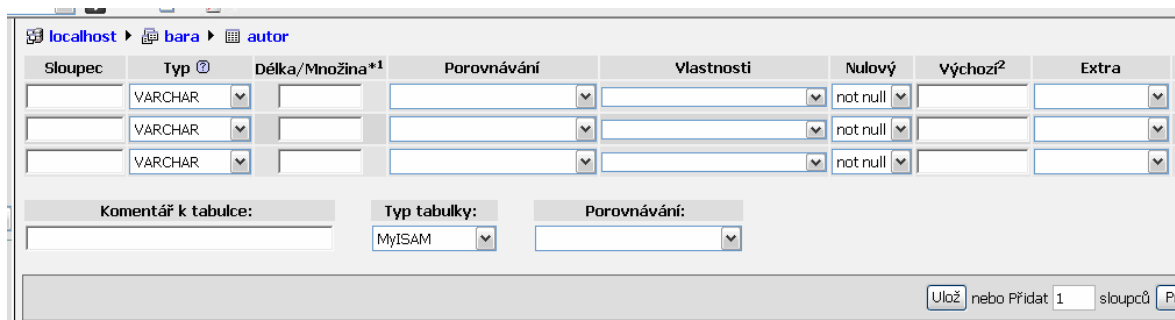 localhost bara autor
Sloupec Typ Délka/Množina*1 Porovnávání Vlastnosti Nulový Výchozí2 Extra
VARCHAR not null
VARCHAR not null
VARCHAR not null
Komentář k tabulce: Typ tabulky: Porovnávání:
MyISAM
Ulož nebo Přidat 1 sloupců